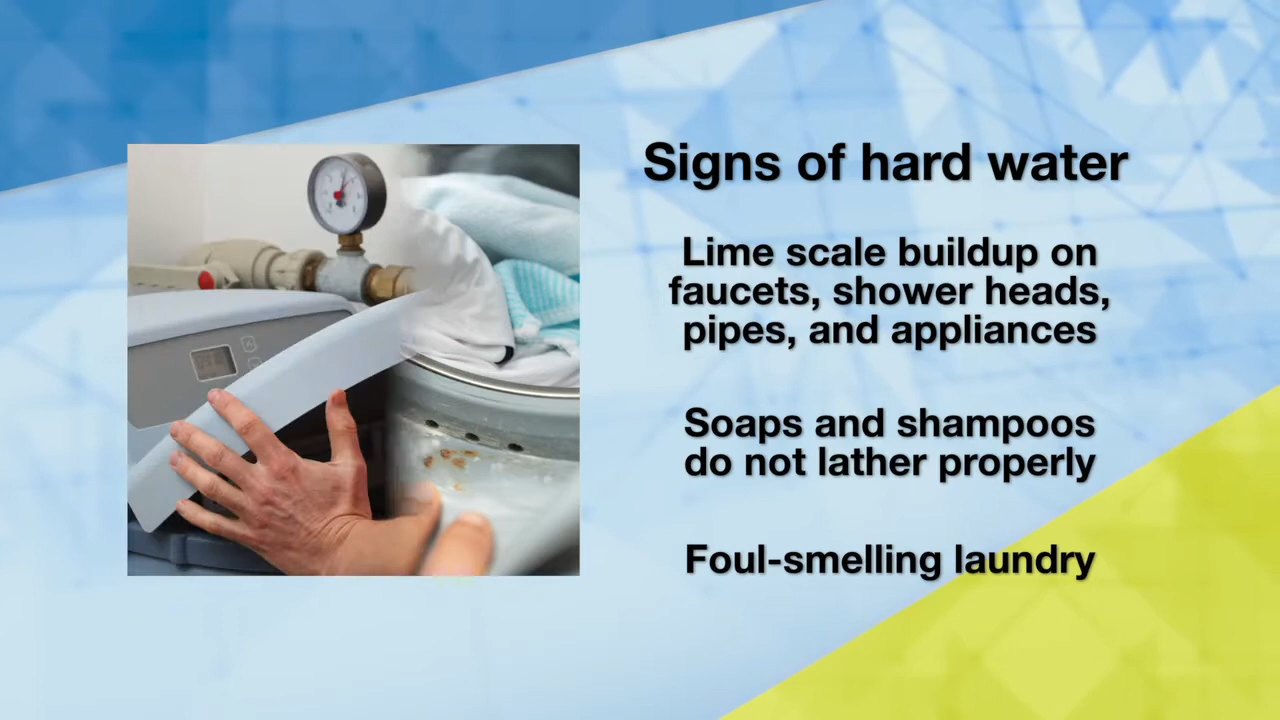 Signs of hard water
Lime scale buildup on
faucets, shower heads,
pipes, and appliances
Soaps and shampoos
do not lather properly
Foul-smelling laundry